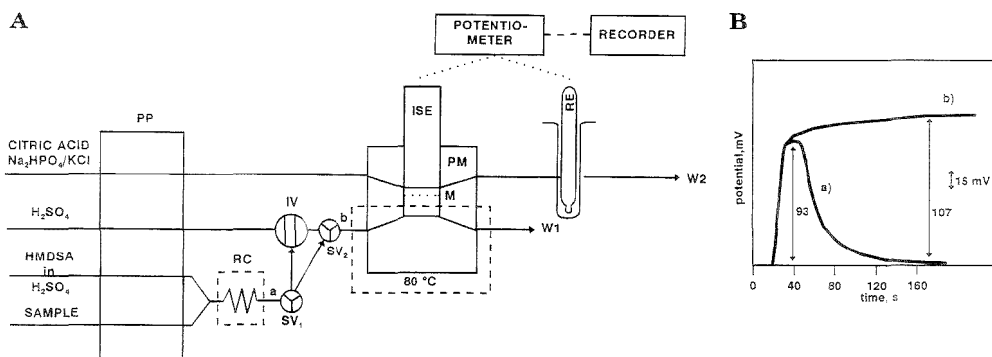 A
POTENTIO-
METER
RECORDER
ISE
RE
PP
CITRIC ACID
Na₂HPO₄/KCl
PM
M
W2
H₂SO₄
IV
b
SV₂
W1
HMDSA
in
H₂SO₄
RC
a
SV₁
80 °C
SAMPLE
B
potential,mV
b)
a)
15 mV
93
107
0 40 80 120 160
time, s